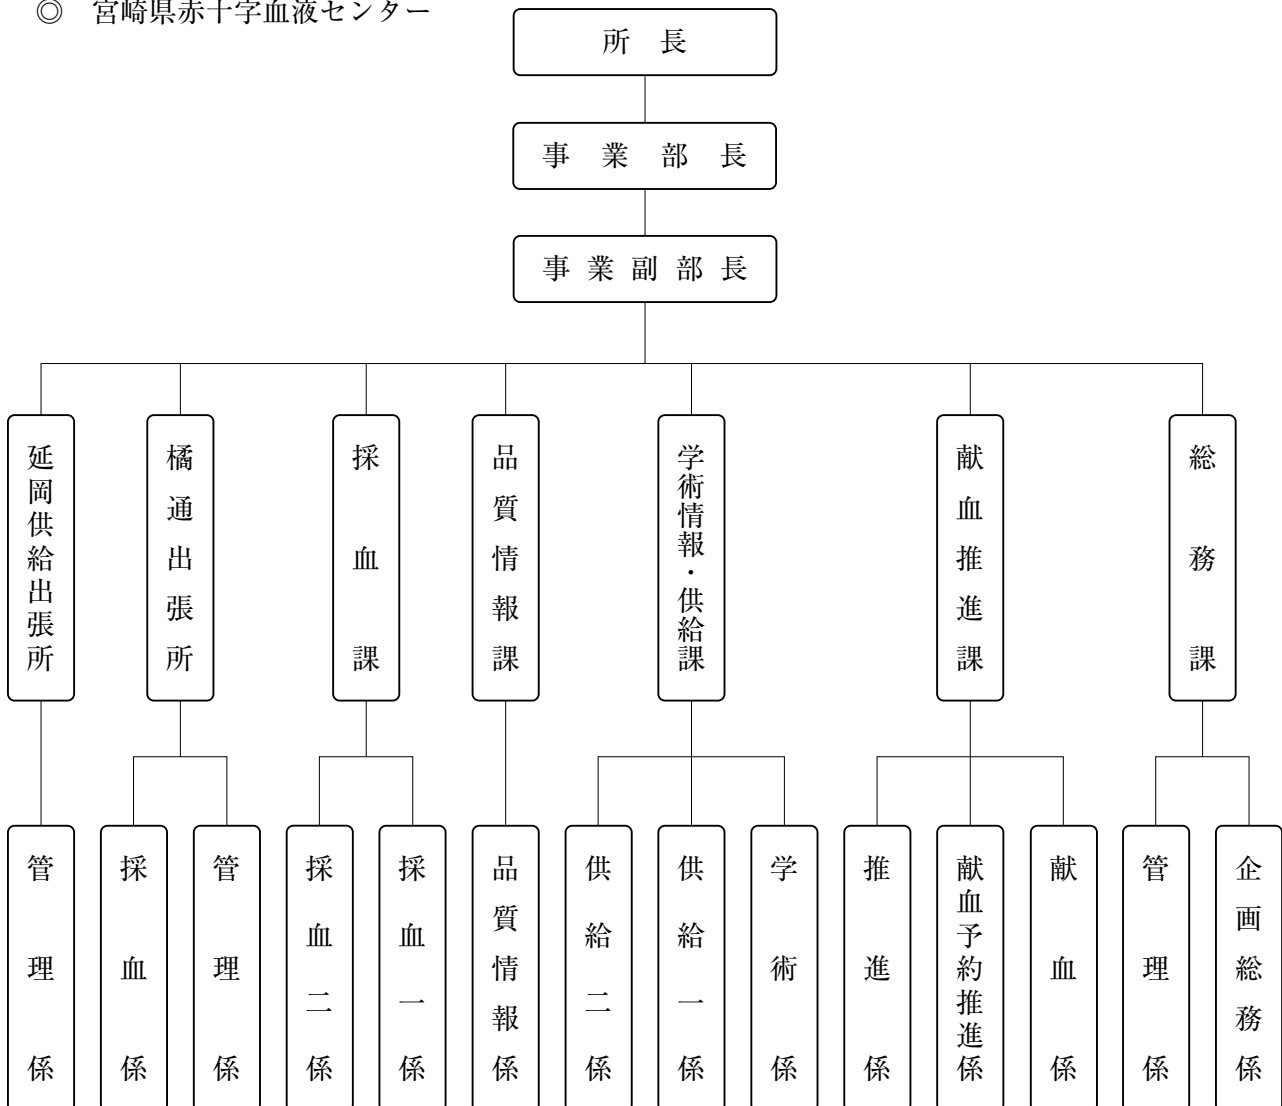 ◎ 宮崎県赤十字血液センター
所長
事業部長
事業副部長
総務課
献血推進課
学術情報・供給課
品質情報課
採血課
橘通出張所
延岡供給出張所
企画総務係
管理係
献血係
献血予約推進係
推進係
学術係
供給一係
供給二係
品質情報係
採血一係
採血二係
管理係
採血係
管理係